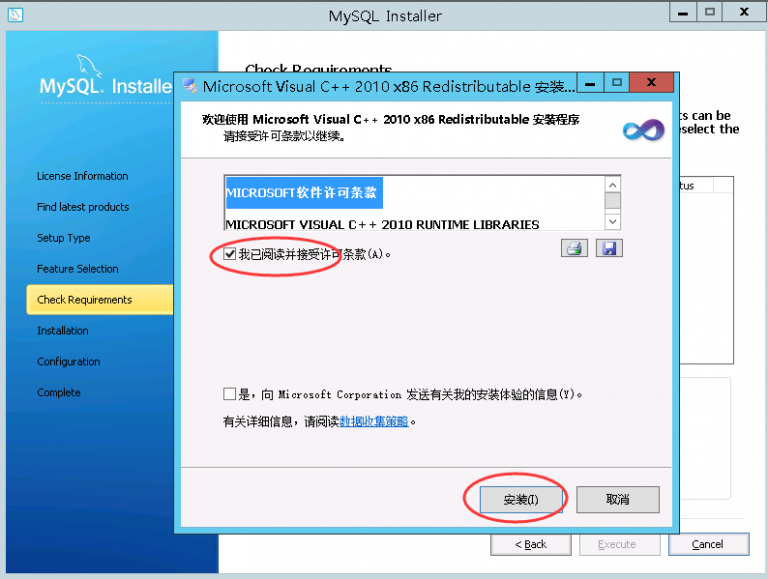 MySQL Installer
MySQL. Installe
Check Requirements
License Information
Find latest products
Setup Type
Feature Selection
Check Requirements
Installation
Configuration
Complete
ts can be
eselect the
tus
Microsoft Visual C++ 2010 x86 Redistributable 安装...
欢迎使用 Microsoft Visual C++ 2010 x86 Redistributable 安装程序
请接受许可条款以继续。
MICROSOFT软件许可条款
MICROSOFT VISUAL C++ 2010 RUNTIME LIBRARIES
我已阅读并接受许可条款(A)。
是，向 Microsoft Corporation 发送有关我的安装体验的信息(Y)。
有关详细信息，请阅读数据收集策略。
安装(I)
取消
< Back
Execute
Cancel